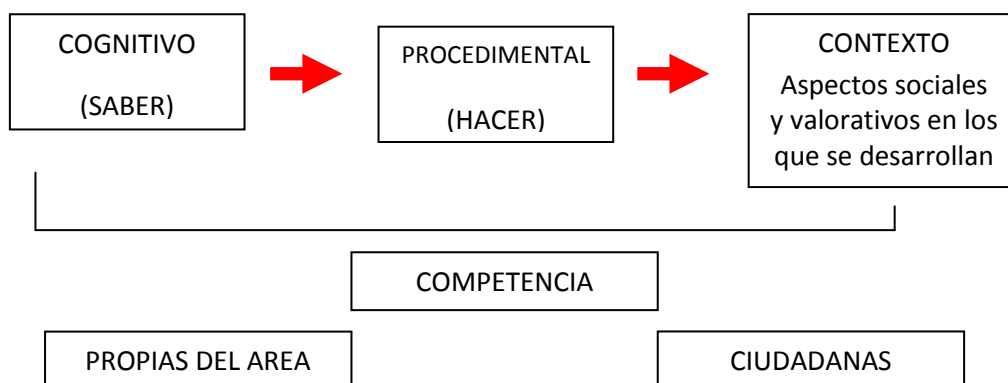 COGNITIVO
(SABER)
PROCEDIMENTAL
(HACER)
CONTEXTO
Aspectos sociales
y valorativos en los
que se desarrollan
COMPETENCIA
PROPIAS DEL AREA
CIUDADANAS